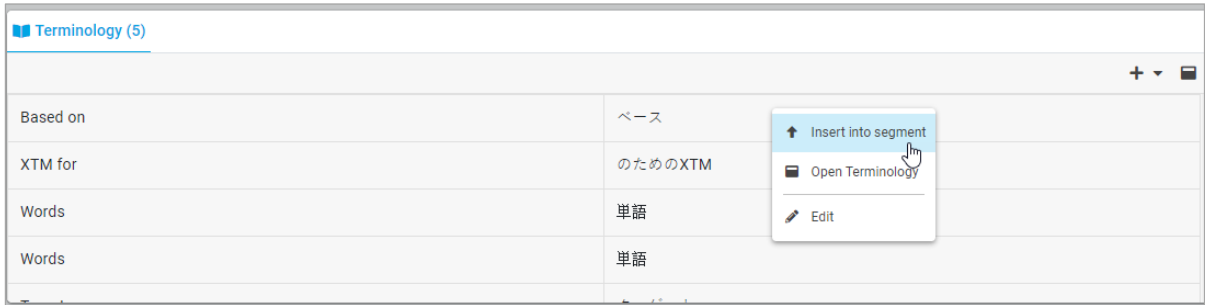 Terminology (5)
Based on ベース
Insert into segment
XTM for のためのXTM
Open Terminology
Words 単語
Edit
Words 単語